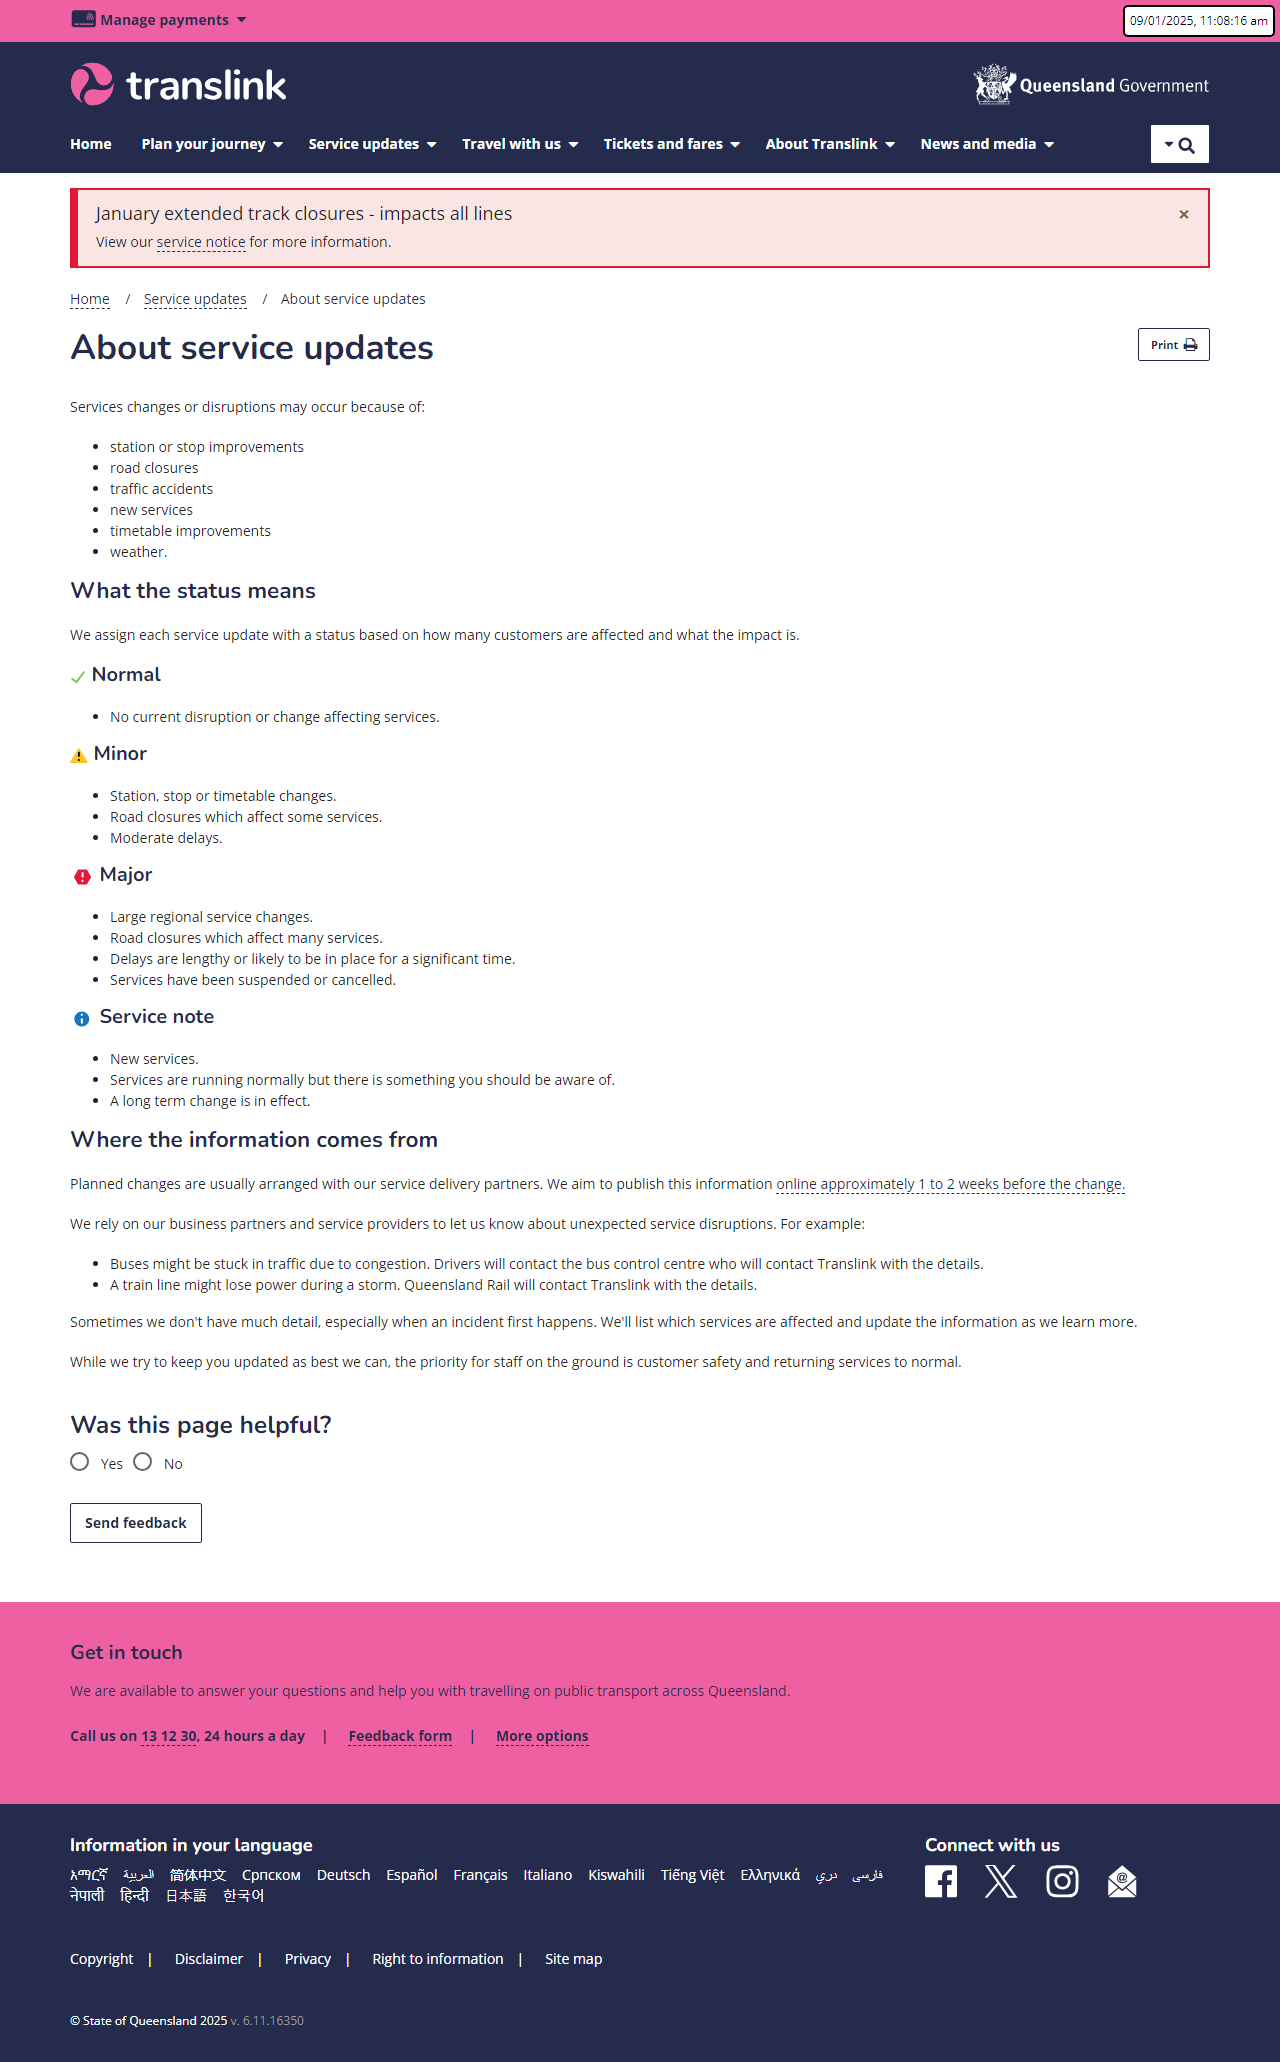 Manage payments
09/01/2025, 11:08:16 am
translink
Queensland Government
Home
Plan your journey
Service updates
Travel with us
Tickets and fares
About Translink
News and media
January extended track closures - impacts all lines
×
View our service notice for more information.
Home / Service updates / About service updates
About service updates
Print
Services changes or disruptions may occur because of:
• station or stop improvements
• road closures
• traffic accidents
• new services
• timetable improvements
• weather.
What the status means
We assign each service update with a status based on how many customers are affected and what the impact is.
Normal
• No current disruption or change affecting services.
Minor
• Station, stop or timetable changes.
• Road closures which affect some services.
• Moderate delays.
Major
• Large regional service changes.
• Road closures which affect many services.
• Delays are lengthy or likely to be in place for a significant time.
• Services have been suspended or cancelled.
Service note
• New services.
• Services are running normally but there is something you should be aware of.
• A long term change is in effect.
Where the information comes from
Planned changes are usually arranged with our service delivery partners. We aim to publish this information online approximately 1 to 2 weeks before the change.
We rely on our business partners and service providers to let us know about unexpected service disruptions. For example:
• Buses might be stuck in traffic due to congestion. Drivers will contact the bus control centre who will contact Translink with the details.
• A train line might lose power during a storm. Queensland Rail will contact Translink with the details.
Sometimes we don't have much detail, especially when an incident first happens. We'll list which services are affected and update the information as we learn more.
While we try to keep you updated as best we can, the priority for staff on the ground is customer safety and returning services to normal.
Was this page helpful?
Yes
No
Send feedback
Get in touch
We are available to answer your questions and help you with travelling on public transport across Queensland.
Call us on 13 12 30, 24 hours a day | Feedback form | More options
Information in your language
አማርኛ العربية 简体中文 Српском Deutsch Español Français Italiano Kiswahili Tiếng Việt Ελληνικά دري فارسی
नेपाली हिन्दी 日本語 한국어
Connect with us
Copyright | Disclaimer | Privacy | Right to information | Site map
© State of Queensland 2025 v. 6.11.16350